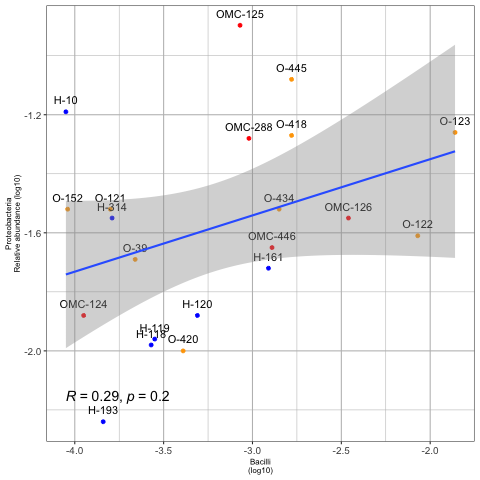 OMC-125
O-445
H-10
-1.2
O-123
OMC-288
O-418
O-152
O-121
H-314
O-434
OMC-126
O-122
-1.6
OMC-446
O-39
H-161
OMC-124
H-120
H-119
H-118
O-420
-2.0
R = 0.29, p = 0.2
H-193
Proteobacteria
Relative abundance (log10)
-4.0
-3.5
-3.0
-2.5
-2.0
Bacilli
(log10)